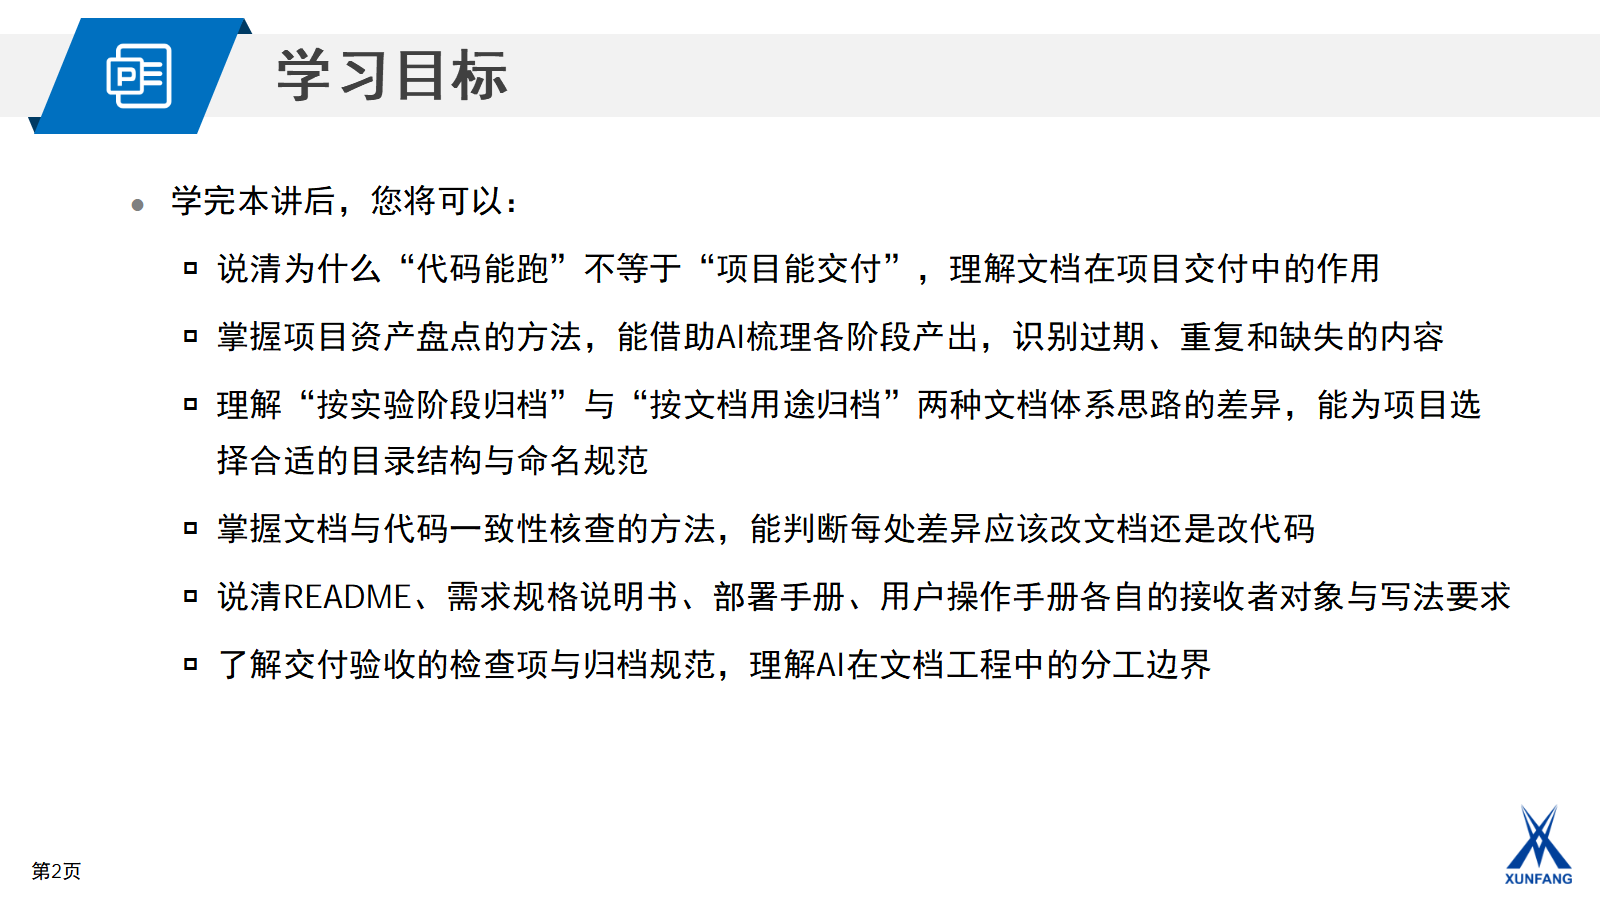 学习目标
学完本讲后，您将可以：
说清为什么“代码能跑”不等于“项目能交付”，理解文档在项目交付中的作用
掌握项目资产盘点的方法，能借助AI梳理各阶段产出，识别过期、重复和缺失的内容
理解“按实验阶段归档”与“按文档用途归档”两种文档体系思路的差异，能为项目选
择合适的目录结构与命名规范
掌握文档与代码一致性核查的方法，能判断每处差异应该改文档还是改代码
说清README、需求规格说明书、部署手册、用户操作手册各自的接收者对象与写法要求
了解交付验收的检查项与归档规范，理解AI在文档工程中的分工边界
第2页
XUNFANG